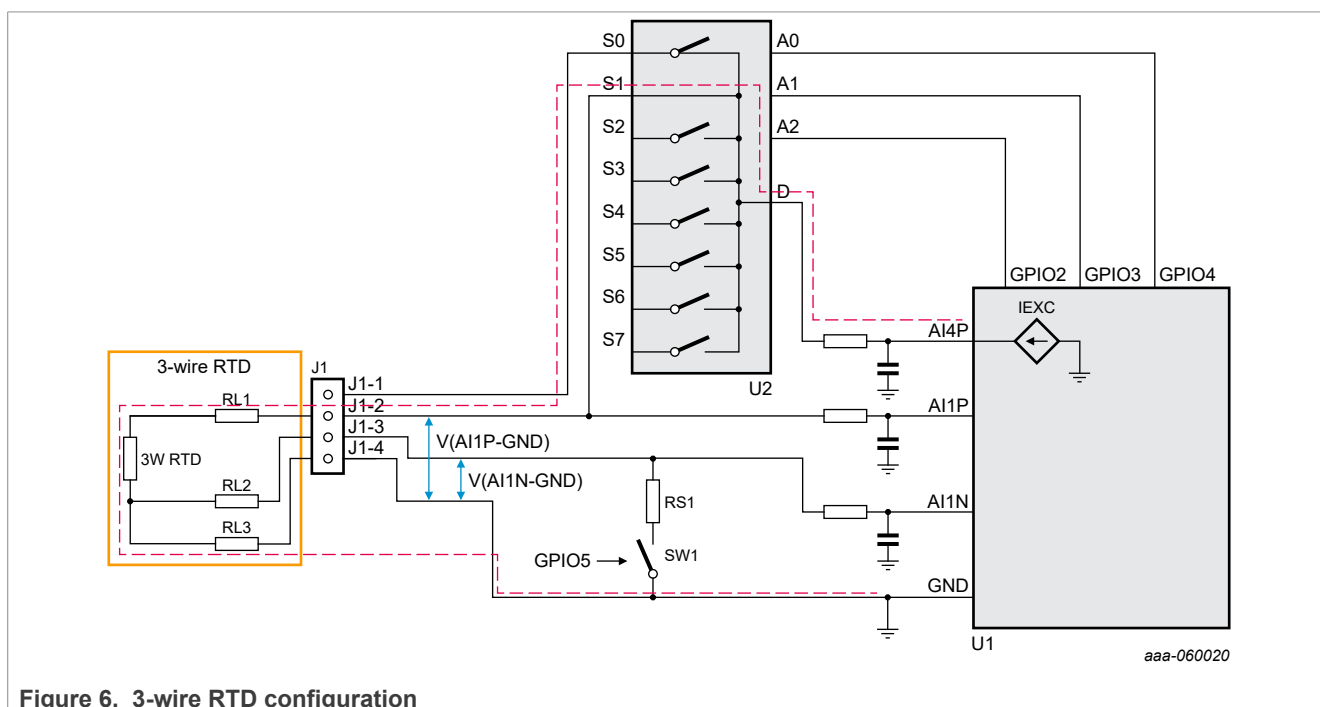 S0
A0
S1
A1
S2
A2
S3
D
S4
S5
S6
S7
U2
GPIO2
GPIO3
GPIO4
IEXC
AI4P
3-wire RTD
J1
J1-1
RL1
J1-2
AI1P
J1-3
V(AI1P-GND)
J1-4
3W RTD
V(AI1N-GND)
RL2
RS1
AI1N
RL3
GPIO5
SW1
GND
U1
aaa-060020
Figure 6. 3-wire RTD configuration